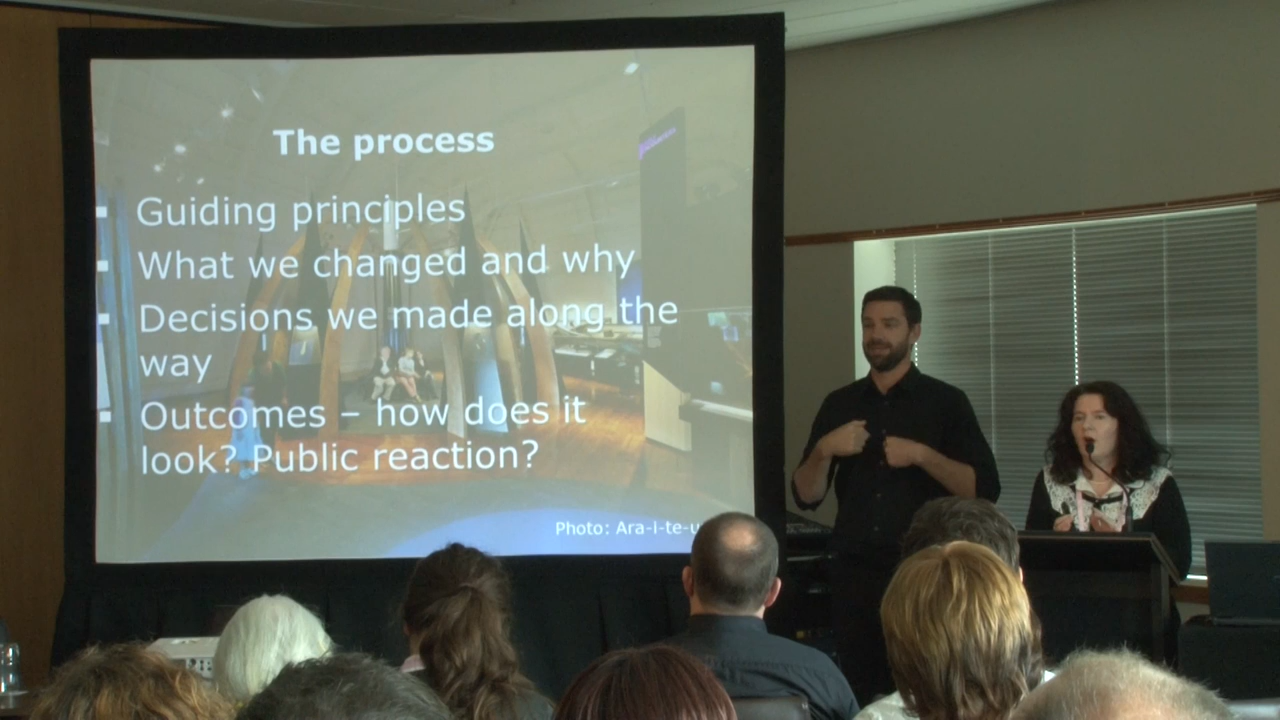 The process
Guiding principles
What we changed and why
Decisions we made along the
way
Outcomes – how does it
look? Public reaction?
Photo: Ara-i-te-u